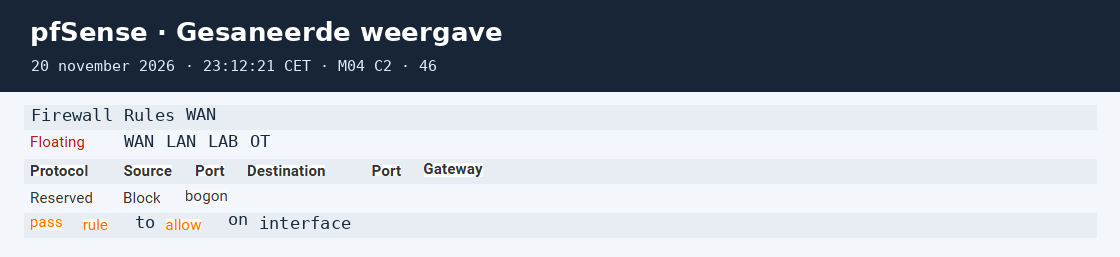 pfSense · Gesaneerde weergave
20 november 2026 · 23:12:21 CET · M04 C2 · 46
Firewall Rules WAN
Floating WAN LAN LAB OT
Protocol Source Port Destination Port Gateway
Reserved Block bogon
pass rule to allow on interface